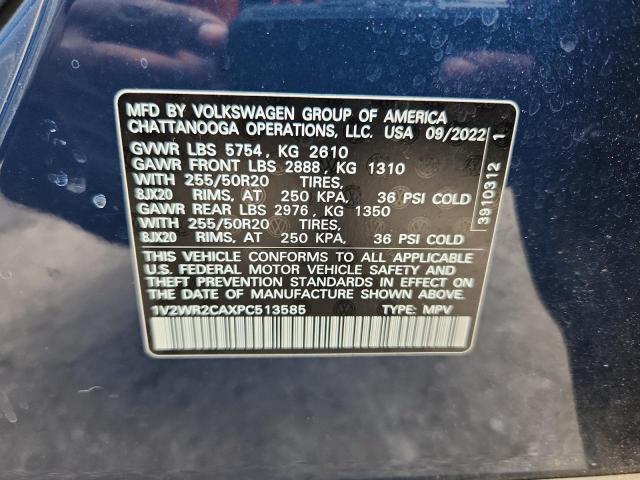 MFD BY VOLKSWAGEN GROUP OF AMERICA
CHATTANOOGA OPERATIONS, LLC. USA 09/2022
GVWR LBS 5754, KG 2610
GAWR FRONT LBS 2888, KG 1310
WITH 255/50R20 TIRES,
8JX20 RIMS, AT 250 KPA, 36 PSI COLD
GAWR REAR LBS 2976, KG 1350
WITH 255/50R20 TIRES,
8JX20 RIMS, AT 250 KPA, 36 PSI COLD
THIS VEHICLE CONFORMS TO ALL APPLICABLE
U.S. FEDERAL MOTOR VEHICLE SAFETY AND
THEFT PREVENTION STANDARDS IN EFFECT ON THE
DATE OF MANUFACTURE SHOWN ABOVE.
1V2WR2CAXPC513585 TYPE: MPV
3910312 1